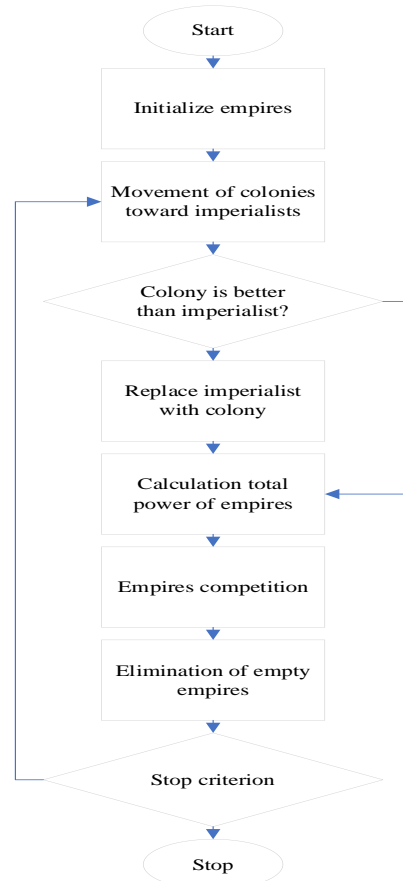 Start
Initialize empires
Movement of colonies
toward imperialists
Colony is better
than imperialist?
Replace imperialist
with colony
Calculation total
power of empires
Empires competition
Elimination of empty
empires
Stop criterion
Stop